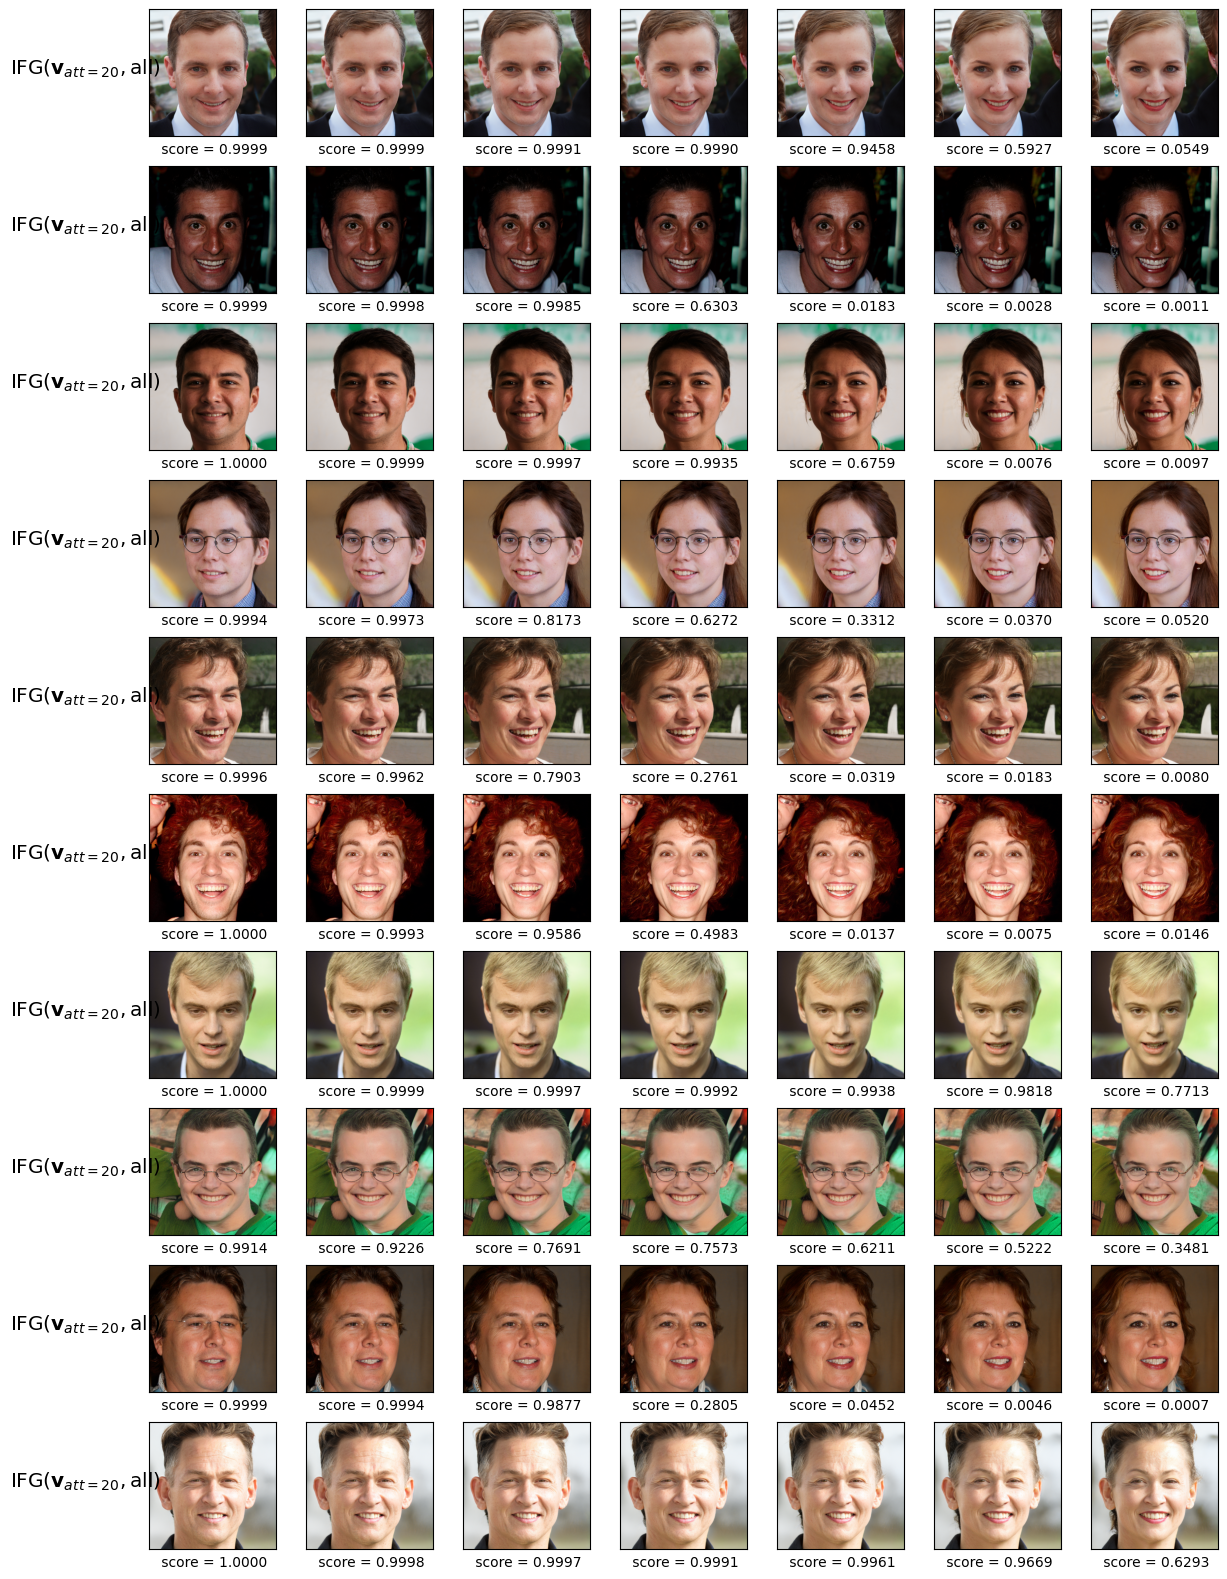 IFG(v_att=20, all)
score = 0.9999 score = 0.9999 score = 0.9991 score = 0.9990 score = 0.9458 score = 0.5927 score = 0.0549
IFG(v_att=20, all
score = 0.9999 score = 0.9998 score = 0.9985 score = 0.6303 score = 0.0183 score = 0.0028 score = 0.0011
IFG(v_att=20, all)
score = 1.0000 score = 0.9999 score = 0.9997 score = 0.9935 score = 0.6759 score = 0.0076 score = 0.0097
IFG(v_att=20, all)
score = 0.9994 score = 0.9973 score = 0.8173 score = 0.6272 score = 0.3312 score = 0.0370 score = 0.0520
IFG(v_att=20, all)
score = 0.9996 score = 0.9962 score = 0.7903 score = 0.2761 score = 0.0319 score = 0.0183 score = 0.0080
IFG(v_att=20, all
score = 1.0000 score = 0.9993 score = 0.9586 score = 0.4983 score = 0.0137 score = 0.0075 score = 0.0146
IFG(v_att=20, all)
score = 1.0000 score = 0.9999 score = 0.9997 score = 0.9992 score = 0.9938 score = 0.9818 score = 0.7713
IFG(v_att=20, all)
score = 0.9914 score = 0.9226 score = 0.7691 score = 0.7573 score = 0.6211 score = 0.5222 score = 0.3481
IFG(v_att=20, all)
score = 0.9999 score = 0.9994 score = 0.9877 score = 0.2805 score = 0.0452 score = 0.0046 score = 0.0007
IFG(v_att=20, all)
score = 1.0000 score = 0.9998 score = 0.9997 score = 0.9991 score = 0.9961 score = 0.9669 score = 0.6293